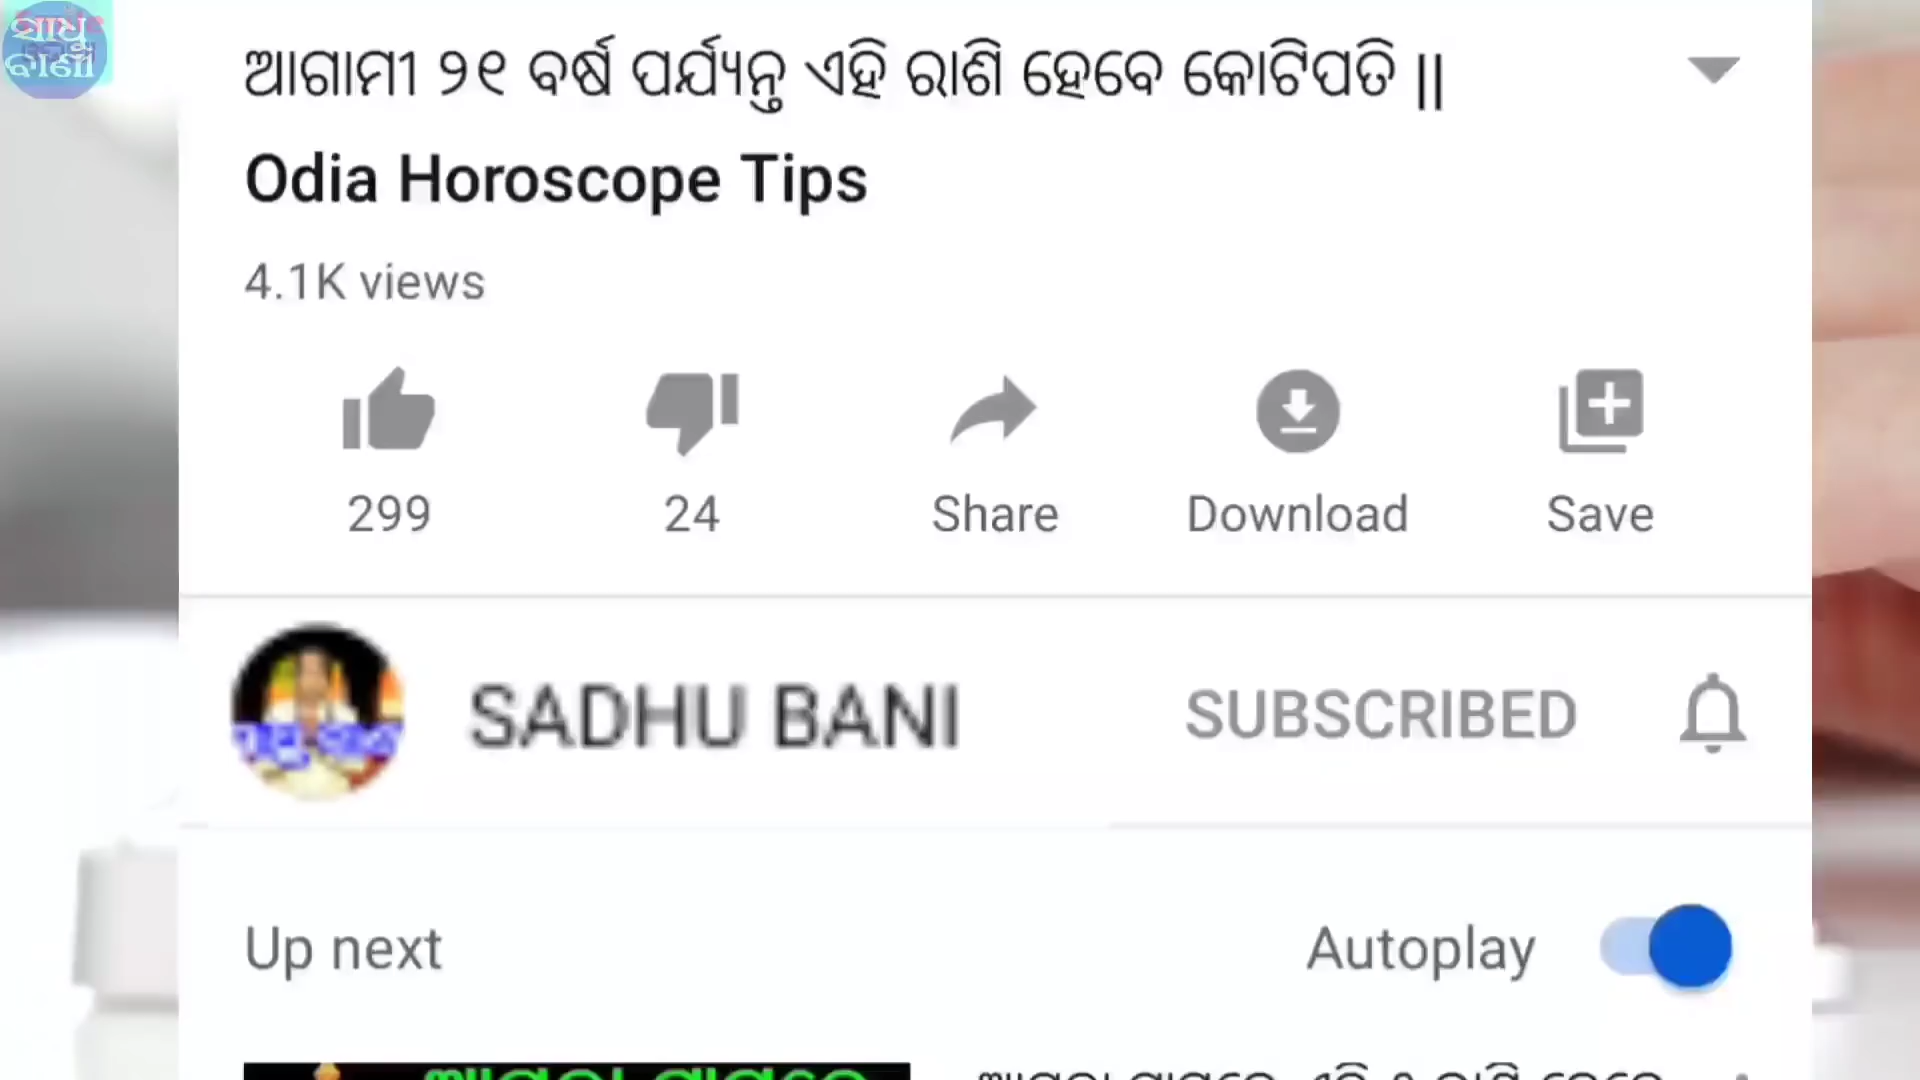 ସାଧୁ
ବାଣୀ
ଆଗାମୀ ୨୧ ବର୍ଷ ପର୍ଯ୍ୟନ୍ତ ଏହି ରାଶି ହେବେ କୋଟିପତି ||
Odia Horoscope Tips
4.1K views
299 24 Share Download Save
SADHU BANI SUBSCRIBED
Up next Autoplay